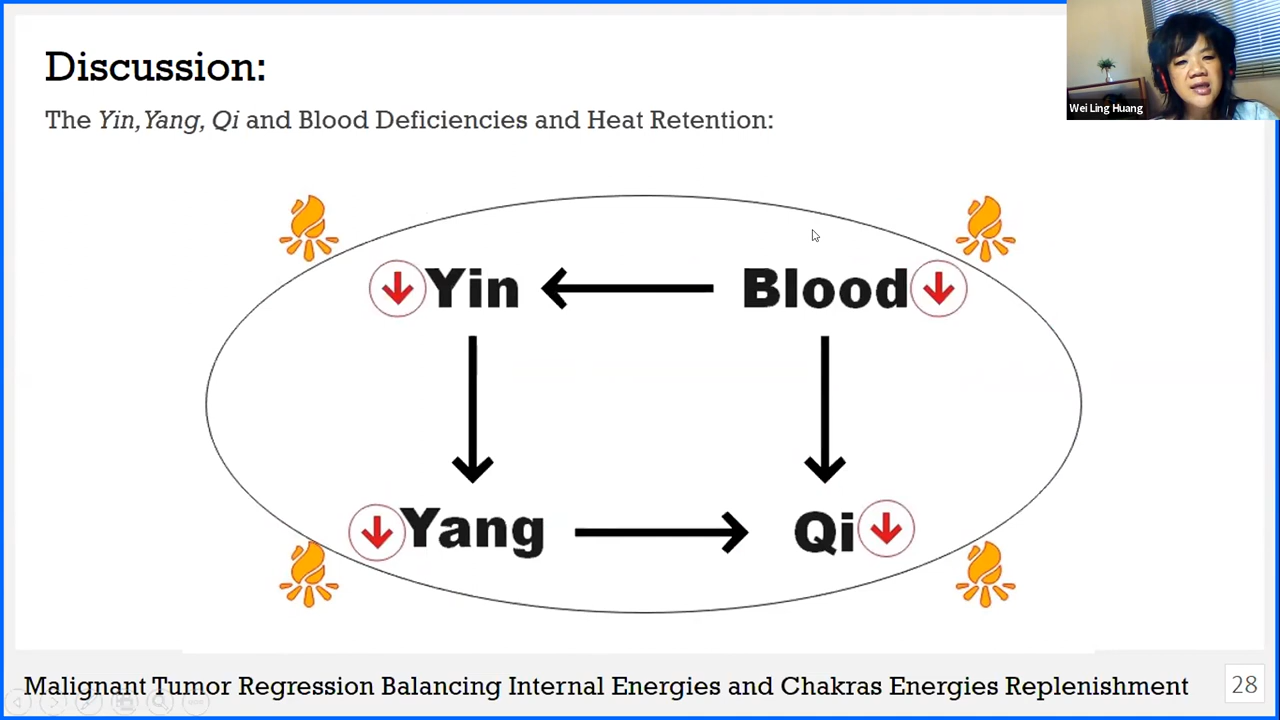 Discussion:
Wei Ling Huang
The Yin, Yang, Qi and Blood Deficiencies and Heat Retention:
Yin
Blood
Yang
Qi
Malignant Tumor Regression Balancing Internal Energies and Chakras Energies Replenishment
28